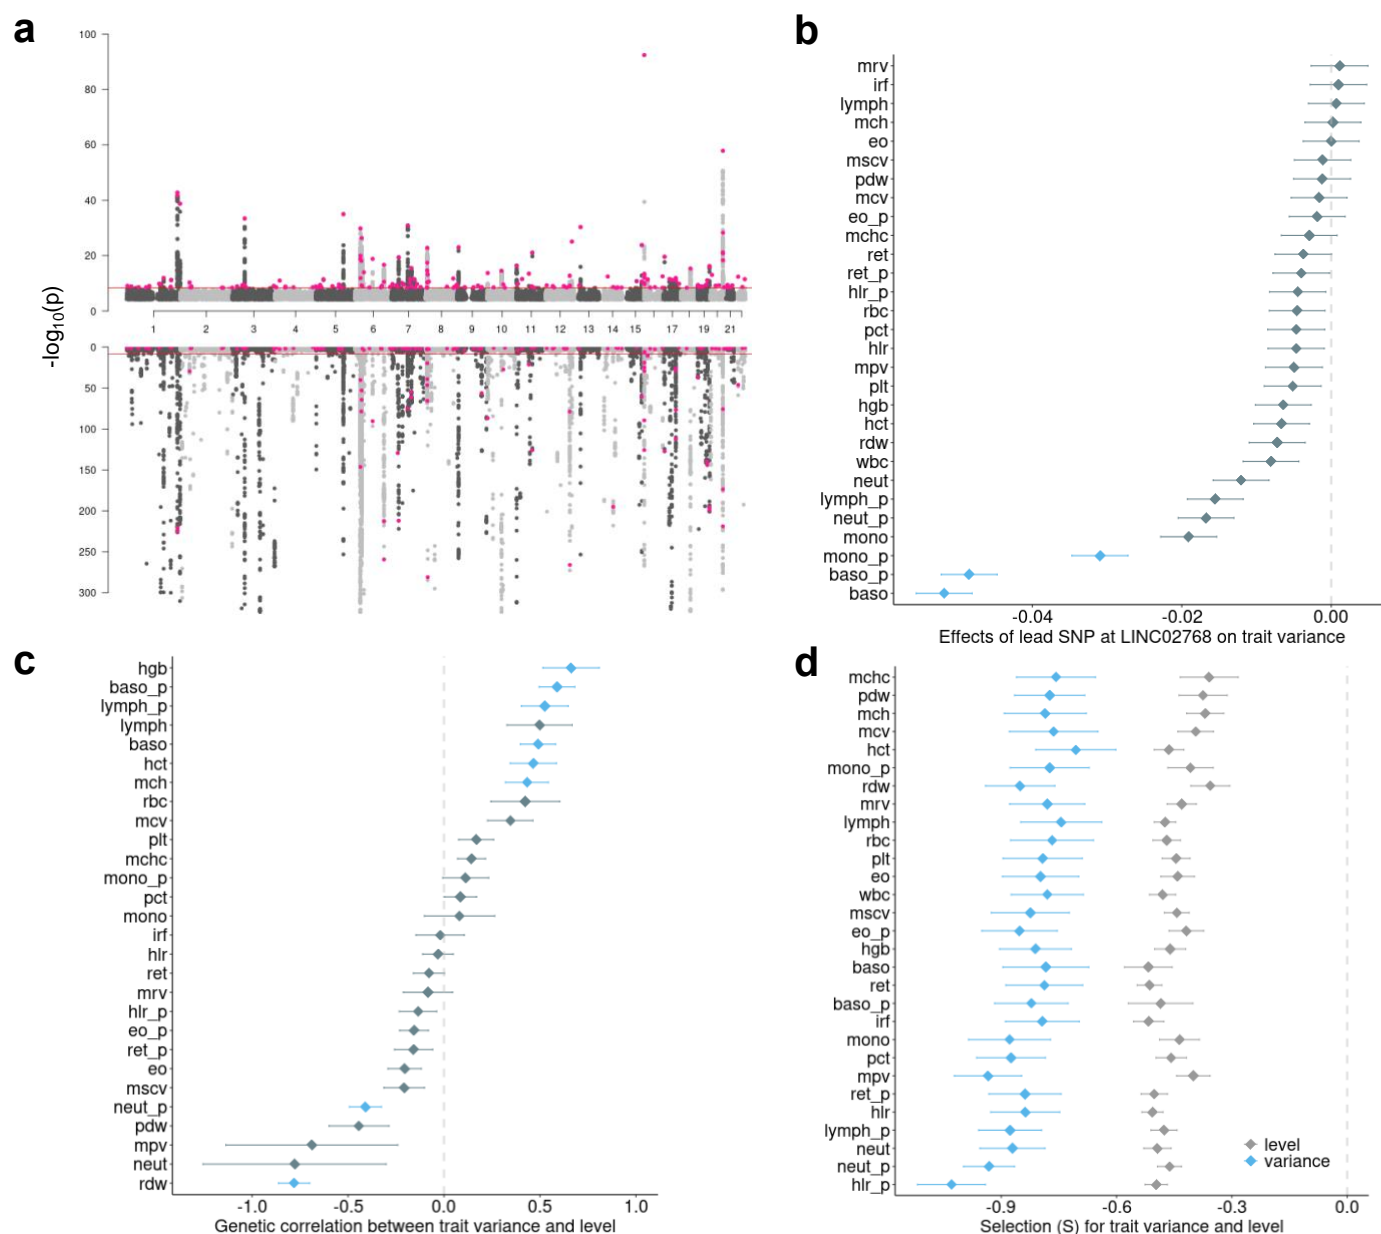 a
100
80
60
40
20
0
1 2 3 4 5 6 7 8 9 10 11 12 13 14 15 17 19 21
0
50
100
150
200
250
300
-log10(p)
b
mrv
irf
lymph
mch
eo
mscv
pdw
mcv
eo_p
mchc
ret
ret_p
hlr_p
rbc
pct
hlr
mpv
plt
hgb
hct
rdw
wbc
neut
lymph_p
neut_p
mono
mono_p
baso_p
baso
-0.04 -0.02 0.00
Effects of lead SNP at LINC02768 on trait variance
c
hgb
baso_p
lymph_p
lymph
baso
hct
mch
rbc
mcv
plt
mchc
mono_p
pct
mono
irf
hlr
ret
mrv
hlr_p
eo_p
ret_p
eo
mscv
neut_p
pdw
mpv
neut
rdw
-1.0 -0.5 0.0 0.5 1.0
Genetic correlation between trait variance and level
d
mchc
pdw
mch
mcv
hct
mono_p
rdw
mrv
lymph
rbc
plt
eo
wbc
mscv
eo_p
hgb
baso
ret
baso_p
irf
mono
pct
mpv
ret_p
hlr
lymph_p
neut
neut_p
hlr_p
level
variance
-0.9 -0.6 -0.3 0.0
Selection (S) for trait variance and level